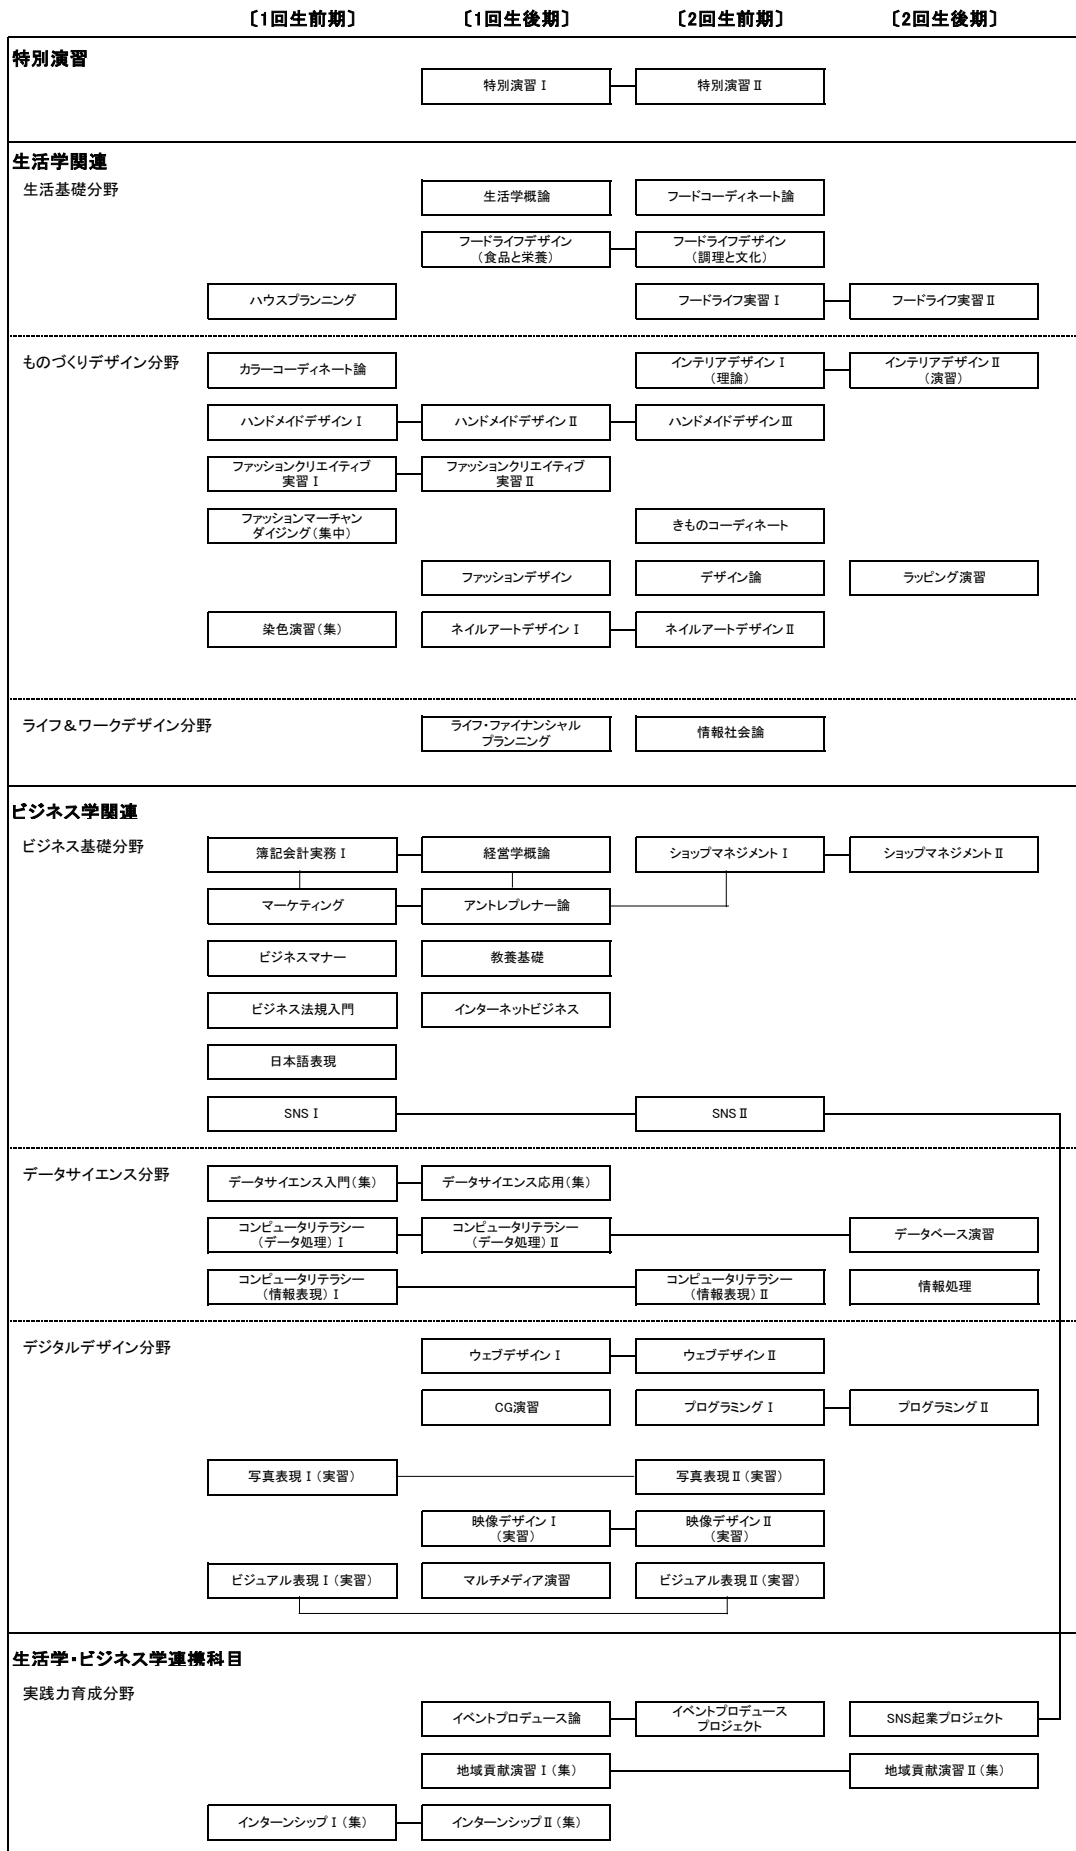 〔1回生前期〕 〔1回生後期〕 〔2回生前期〕 〔2回生後期〕
特別演習
特別演習Ⅰ 特別演習Ⅱ
生活学関連
生活基礎分野 生活学概論 フードコーディネート論
フードライフデザイン フードライフデザイン
(食品と栄養) (調理と文化)
ハウスプランニング フードライフ実習Ⅰ フードライフ実習Ⅱ
ものづくりデザイン分野 カラーコーディネート論 インテリアデザインⅠ インテリアデザインⅡ
(理論) (演習)
ハンドメイドデザインⅠ ハンドメイドデザインⅡ ハンドメイドデザインⅢ
ファッションクリエイティブ ファッションクリエイティブ
実習Ⅰ 実習Ⅱ
ファッションマーチャン きものコーディネート
ダイジング(集中)
ファッションデザイン デザイン論 ラッピング演習
染色演習(集) ネイルアートデザインⅠ ネイルアートデザインⅡ
ライフ&ワークデザイン分野 ライフ・ファイナンシャル 情報社会論
プランニング
ビジネス学関連
ビジネス基礎分野 簿記会計実務Ⅰ 経営学概論 ショップマネジメントⅠ ショップマネジメントⅡ
マーケティング アントレプレナー論
ビジネスマナー 教養基礎
ビジネス法規入門 インターネットビジネス
日本語表現
SNSⅠ SNSⅡ
データサイエンス分野 データサイエンス入門(集) データサイエンス応用(集)
コンピュータリテラシー コンピュータリテラシー データベース演習
(データ処理)Ⅰ (データ処理)Ⅱ
コンピュータリテラシー コンピュータリテラシー 情報処理
(情報表現)Ⅰ (情報表現)Ⅱ
デジタルデザイン分野 ウェブデザインⅠ ウェブデザインⅡ
CG演習 プログラミングⅠ プログラミングⅡ
写真表現Ⅰ(実習) 写真表現Ⅱ(実習)
映像デザインⅠ 映像デザインⅡ
(実習) (実習)
ビジュアル表現Ⅰ(実習) マルチメディア演習 ビジュアル表現Ⅱ(実習)
生活学・ビジネス学連携科目
実践力育成分野 イベントプロデュース論 イベントプロデュース SNS起業プロジェクト
プロジェクト
地域貢献演習Ⅰ(集) 地域貢献演習Ⅱ(集)
インターンシップⅠ(集) インターンシップⅡ(集)